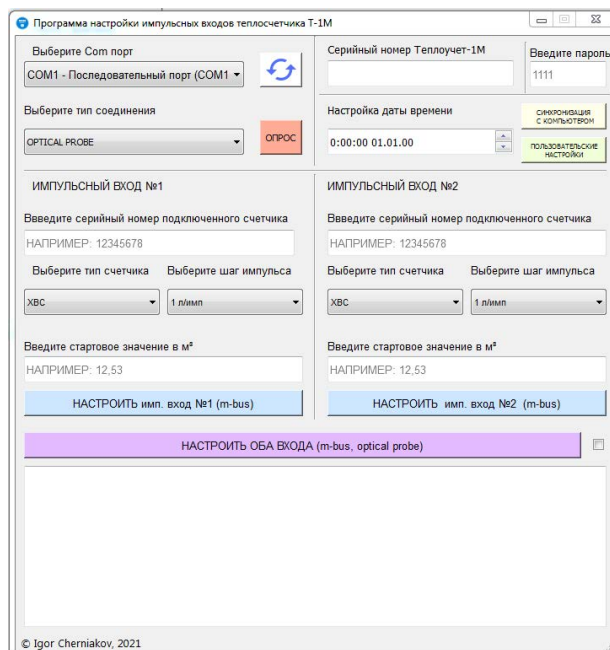 Программа настройки импульсных входов теплосчетчика Т-1М
Выберите Com порт
COM1 - Последовательный порт (COM1
Серийный номер Теплоучет-1М
Введите пароль
1111
Выберите тип соединения
OPTICAL PROBE
ОПРОС
Настройка даты времени
0:00:00 01.01.00
СИНХРОНИЗАЦИЯ
С КОМПЬЮТЕРОМ
ПОЛЬЗОВАТЕЛЬСКИЕ
НАСТРОЙКИ
ИМПУЛЬСНЫЙ ВХОД №1
Ввведите серийный номер подключенного счетчика
НАПРИМЕР: 12345678
Выберите тип счетчика
Выберите шаг импульса
ХВС
1 л/имп
Введите стартовое значение в м³
НАПРИМЕР: 12,53
НАСТРОИТЬ имп. вход №1 (m-bus)
ИМПУЛЬСНЫЙ ВХОД №2
Ввведите серийный номер подключенного счетчика
НАПРИМЕР: 12345678
Выберите тип счетчика
Выберите шаг импульса
ХВС
1 л/имп
Введите стартовое значение в м³
НАПРИМЕР: 12,53
НАСТРОИТЬ имп. вход №2 (m-bus)
НАСТРОИТЬ ОБА ВХОДА (m-bus, optical probe)
© Igor Cherniakov, 2021